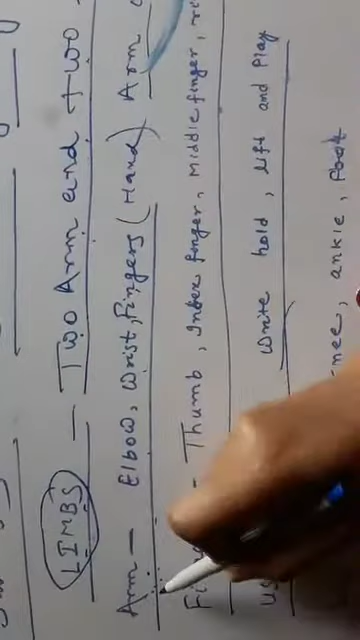 LIMBS - Two Arm and two
Arm - Elbow, Wrist, Fingers (Hand) Arm
- Thumb, Index finger, Middle finger,
Write hold, Lift and Play
ankle, Foot